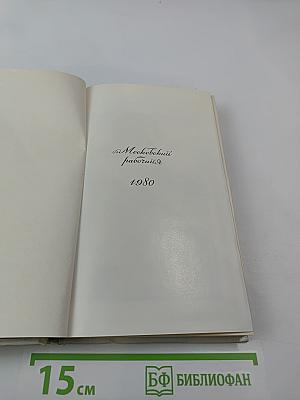 «Московский
рабочий»
1980
15 см
БФ БИБЛИОФАН